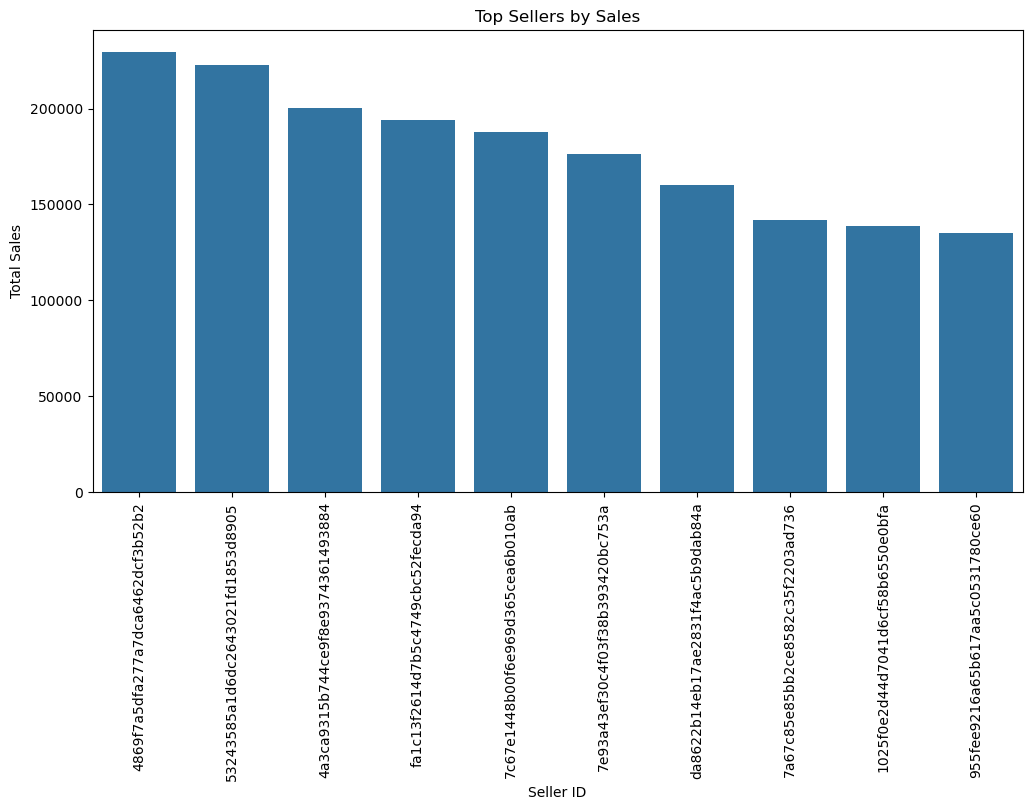 Top Sellers by Sales
Total Sales
200000
150000
100000
50000
0
4869f7a5dfa277a7dca6462dcf3b52b2
53243585a1d6dc2643021fd1853d8905
4a3ca9315b744ce9f8e9374361493884
fa1c13f2614d7b5c4749cbc52fecda94
7c67e1448b00f6e969d365cea6b010ab
7e93a43ef30c4f03f38b393420bc753a
da8622b14eb17ae2831f4ac5b9dab84a
7a67c85e85bb2ce8582c35f2203ad736
1025f0e2d44d7041d6cf58b6550e0bfa
955fee9216a65b617aa5c0531780ce60
Seller ID